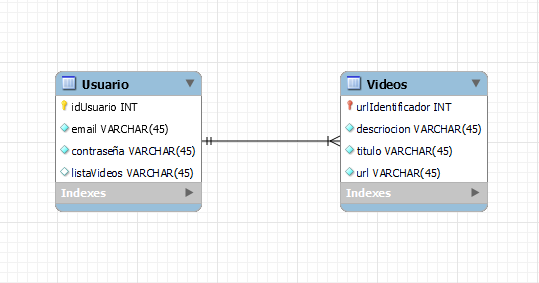 Usuario
idUsuario INT
email VARCHAR(45)
contraseña VARCHAR(45)
listaVideos VARCHAR(45)
Indexes
Videos
urlIdentificador INT
descriocion VARCHAR(45)
titulo VARCHAR(45)
url VARCHAR(45)
Indexes